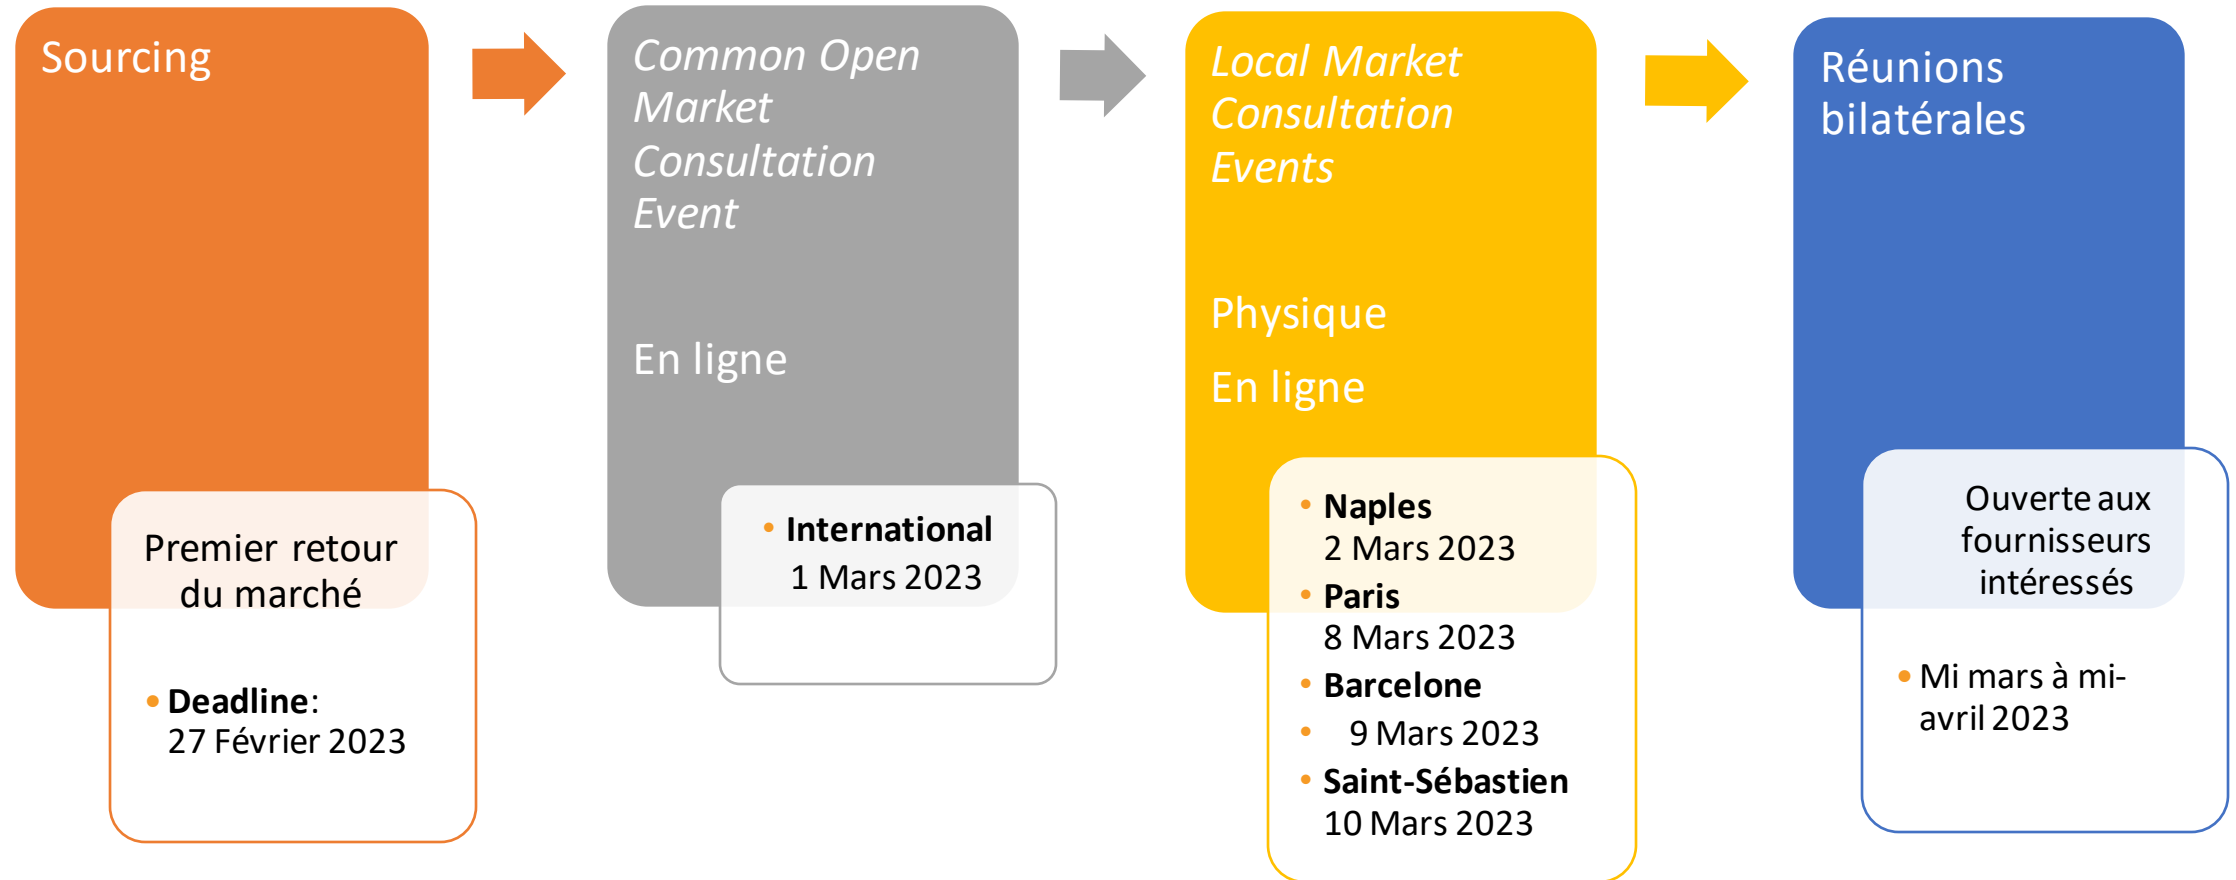 Sourcing
Premier retour
du marché
• Deadline:
27 Février 2023
Common Open
Market
Consultation
Event
En ligne
• International
1 Mars 2023
Local Market
Consultation
Events
Physique
En ligne
• Naples
2 Mars 2023
• Paris
8 Mars 2023
• Barcelone
• 9 Mars 2023
• Saint-Sébastien
10 Mars 2023
Réunions
bilatérales
Ouverte aux
fournisseurs
intéressés
• Mi mars à mi-
avril 2023